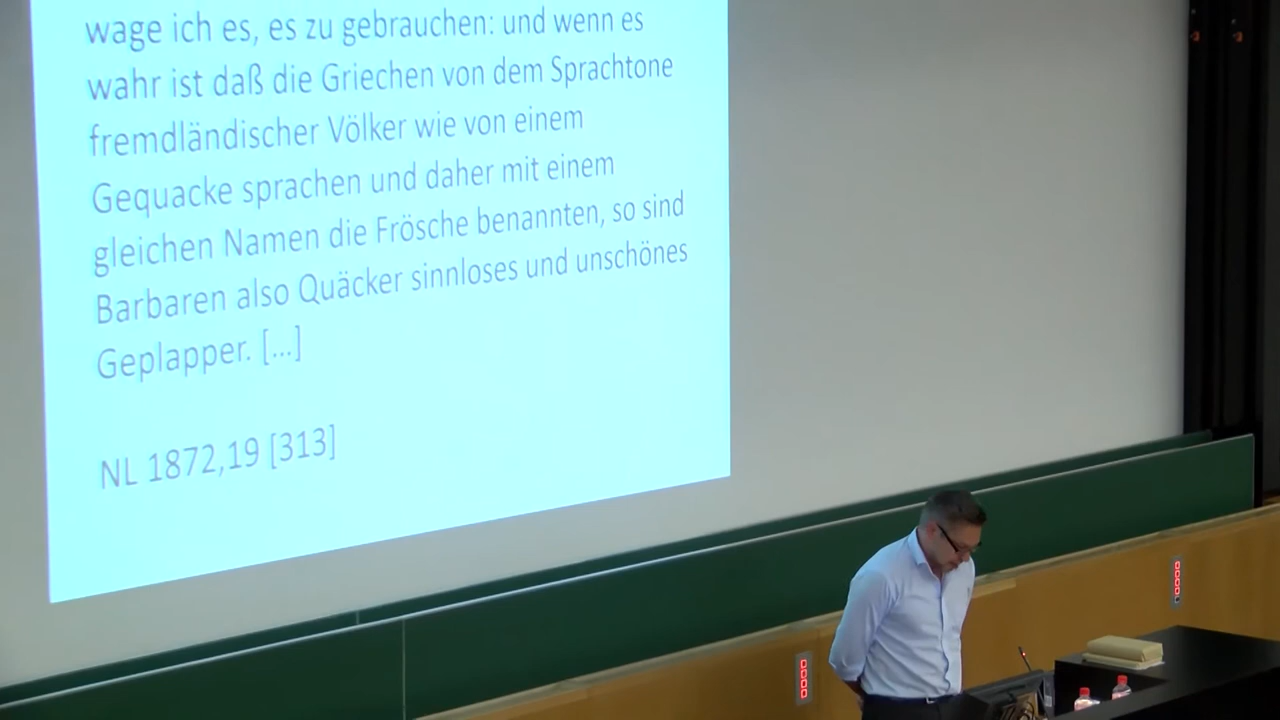 wage ich es, es zu gebrauchen: und wenn es
wahr ist daß die Griechen von dem Sprachtone
fremdländischer Völker wie von einem
Gequacke sprachen und daher mit einem
gleichen Namen die Frösche benannten, so sind
Barbaren also Quäcker sinnloses und unschönes
Geplapper. [...]
NL 1872,19 [313]